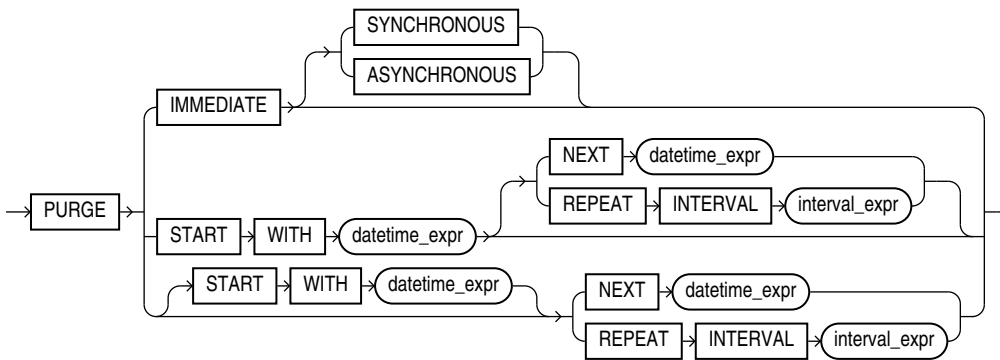 SYNCHRONOUS
ASYNCHRONOUS
IMMEDIATE
NEXT datetime_expr
REPEAT INTERVAL interval_expr
PURGE
START WITH datetime_expr
START WITH datetime_expr
NEXT datetime_expr
REPEAT INTERVAL interval_expr